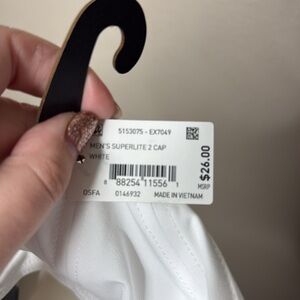 5153075 - EX7049
MEN'S SUPERLITE 2 CAP
WHITE
$26.00
MSRP
8 88254 11556 1
OSFA 0146932 MADE IN VIETNAM